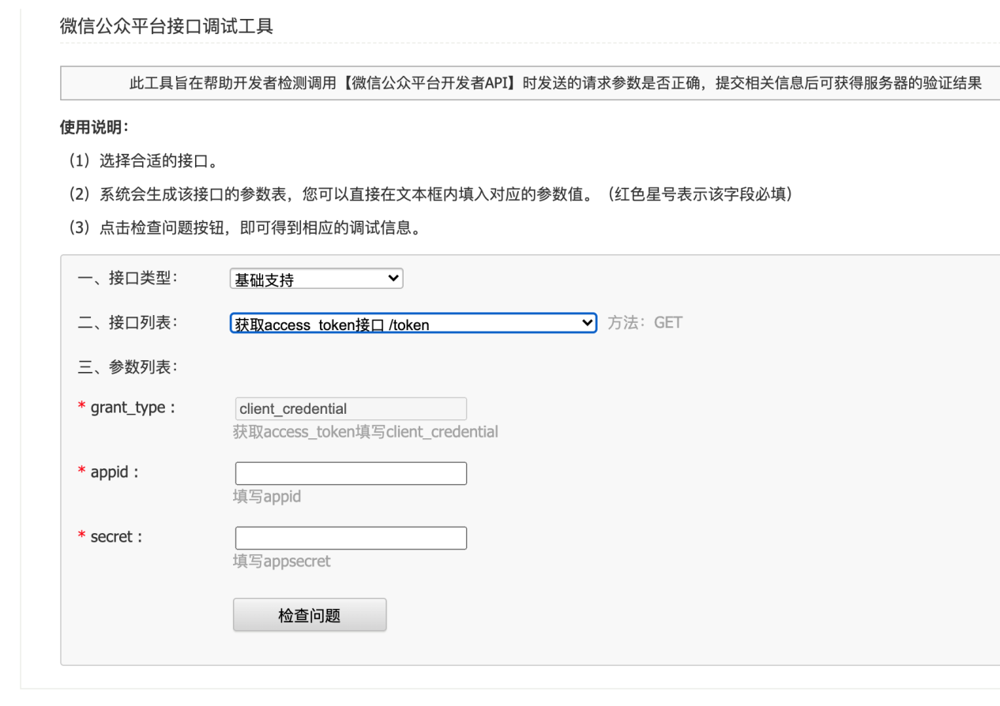 微信公众平台接口调试工具
此工具旨在帮助开发者检测调用【微信公众平台开发者API】时发送的请求参数是否正确，提交相关信息后可获得服务器的验证结果
使用说明：
（1）选择合适的接口。
（2）系统会生成该接口的参数表，您可以直接在文本框内填入对应的参数值。（红色星号表示该字段必填）
（3）点击检查问题按钮，即可得到相应的调试信息。
一、接口类型： 基础支持
二、接口列表： 获取access_token接口 /token 方法：GET
三、参数列表：
* grant_type : client_credential
获取access_token填写client_credential
* appid :
填写appid
* secret :
填写appsecret
检查问题